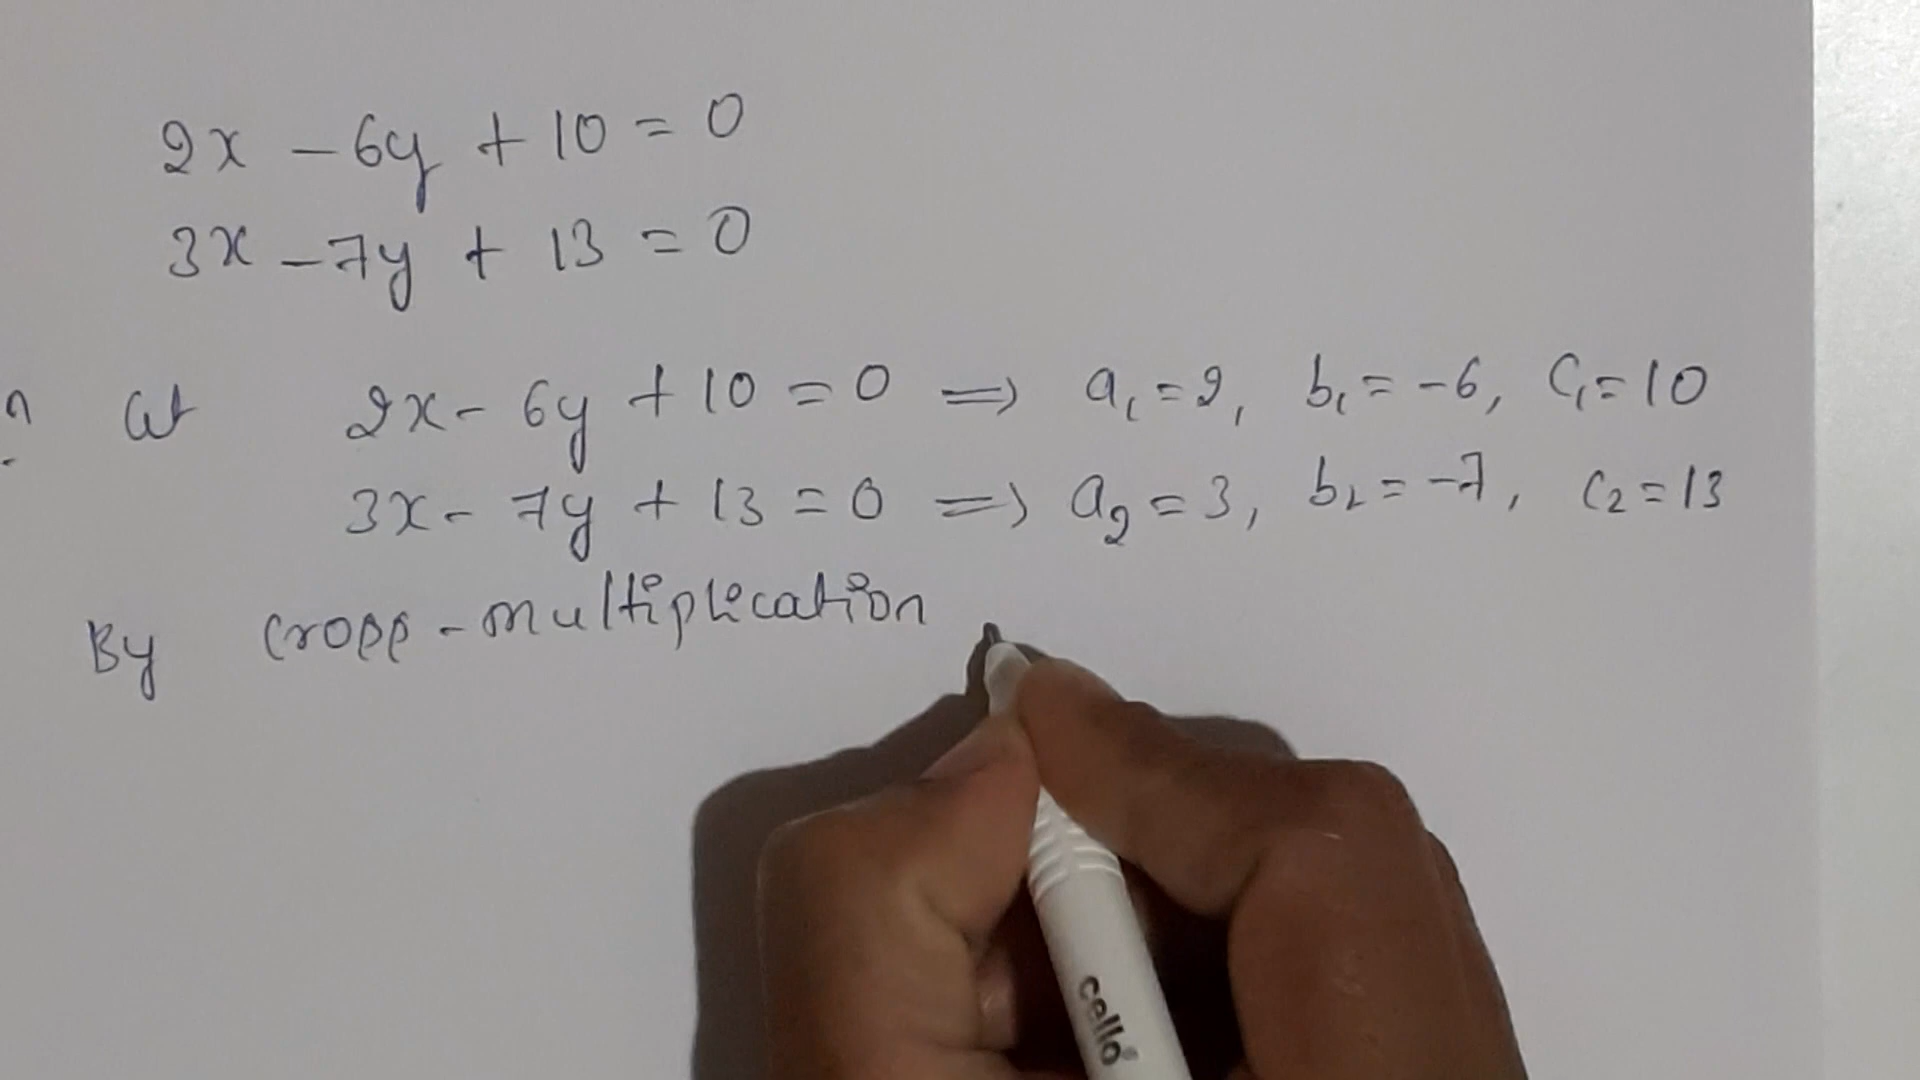 2x - 6y + 10 = 0
3x - 7y + 13 = 0
2x - 6y + 10 = 0 => a1 = 2, b1 = -6, C1 = 10
3x - 7y + 13 = 0 => a2 = 3, b2 = -7, C2 = 13
By cross-multiplication
cello